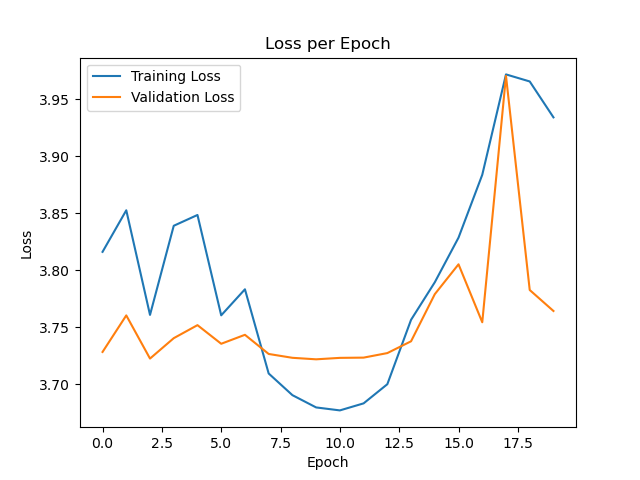 Loss per Epoch
Training Loss
Validation Loss
3.95
3.90
3.85
3.80
3.75
3.70
Loss
0.0 2.5 5.0 7.5 10.0 12.5 15.0 17.5
Epoch